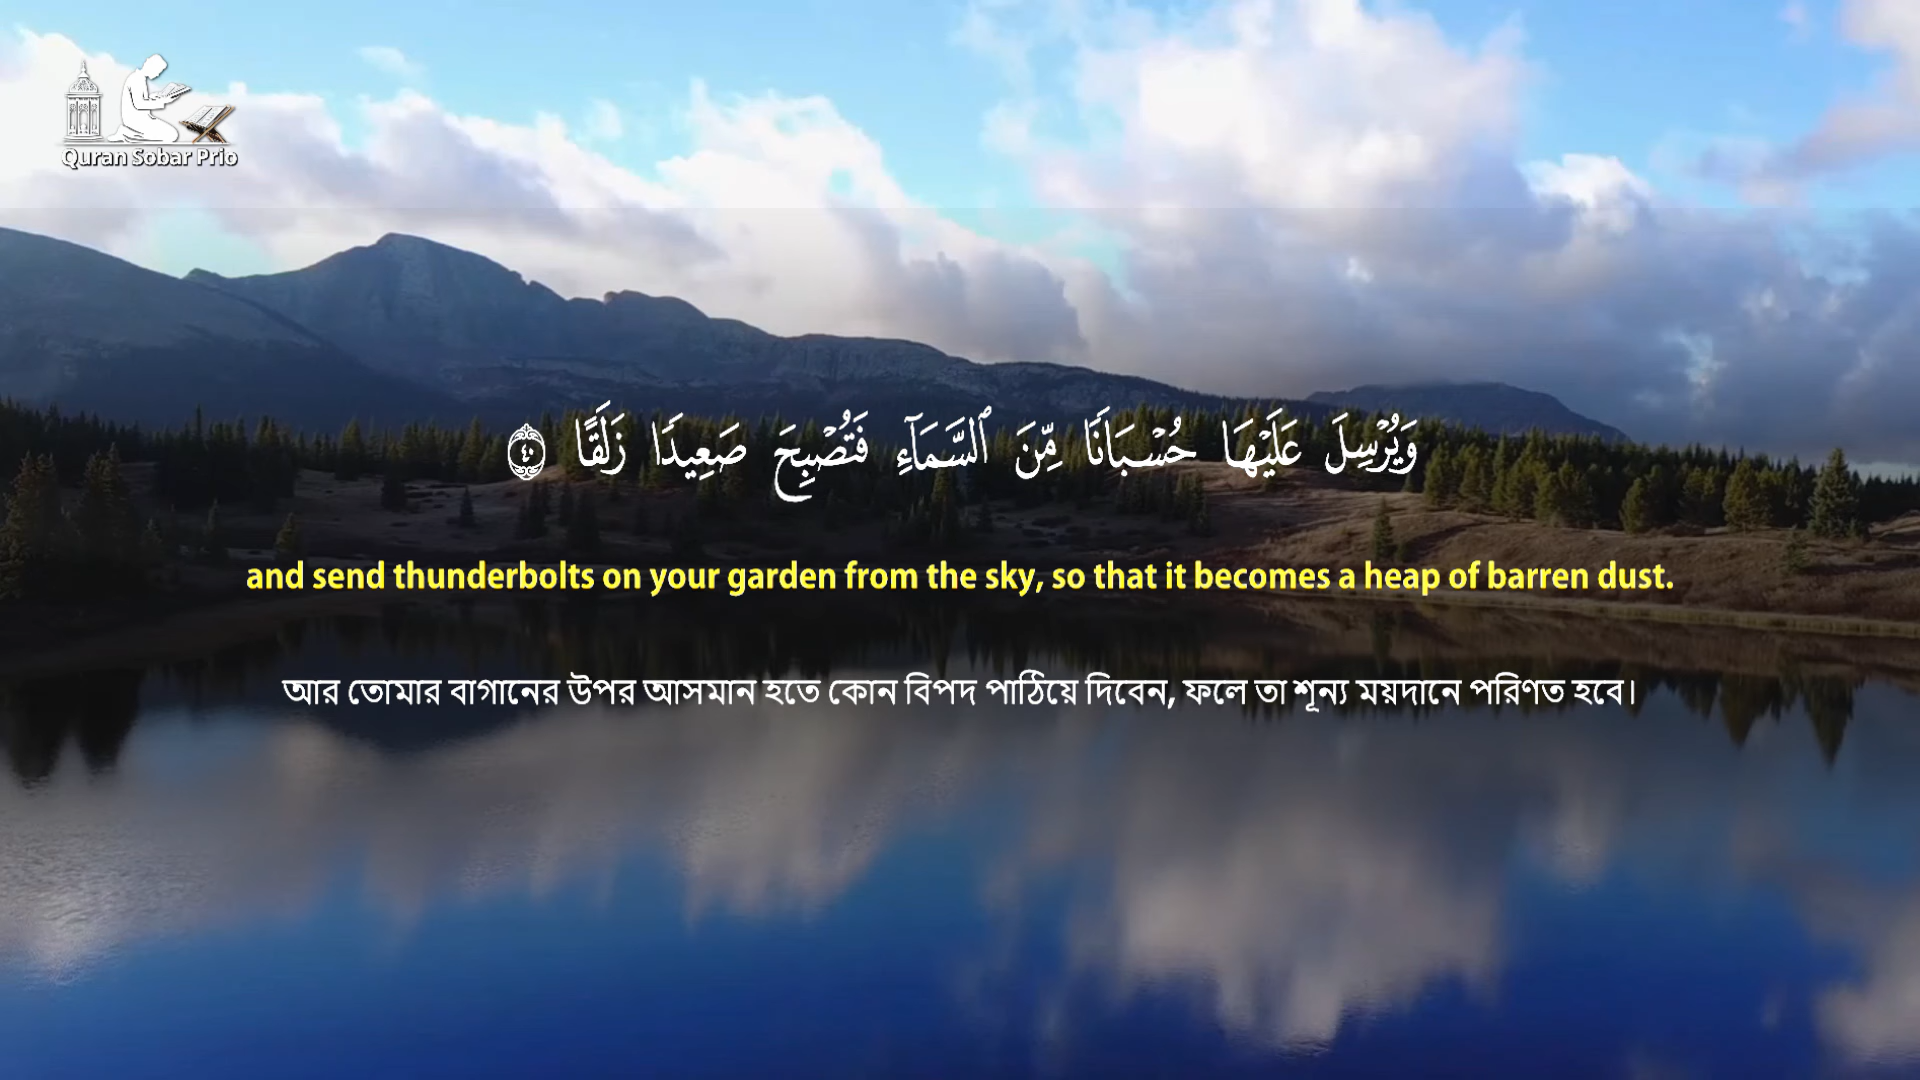 Quran Sobar Prio
وَيُرْسِلَ عَلَيْهَا حُسْبَانًا مِّنَ ٱلسَّمَآءِ فَتُصْبِحَ صَعِيدًا زَلَقًا ٤٠
and send thunderbolts on your garden from the sky, so that it becomes a heap of barren dust.
আর তোমার বাগানের উপর আসমান হতে কোন বিপদ পাঠিয়ে দিবেন, ফলে তা শূন্য ময়দানে পরিণত হবে।